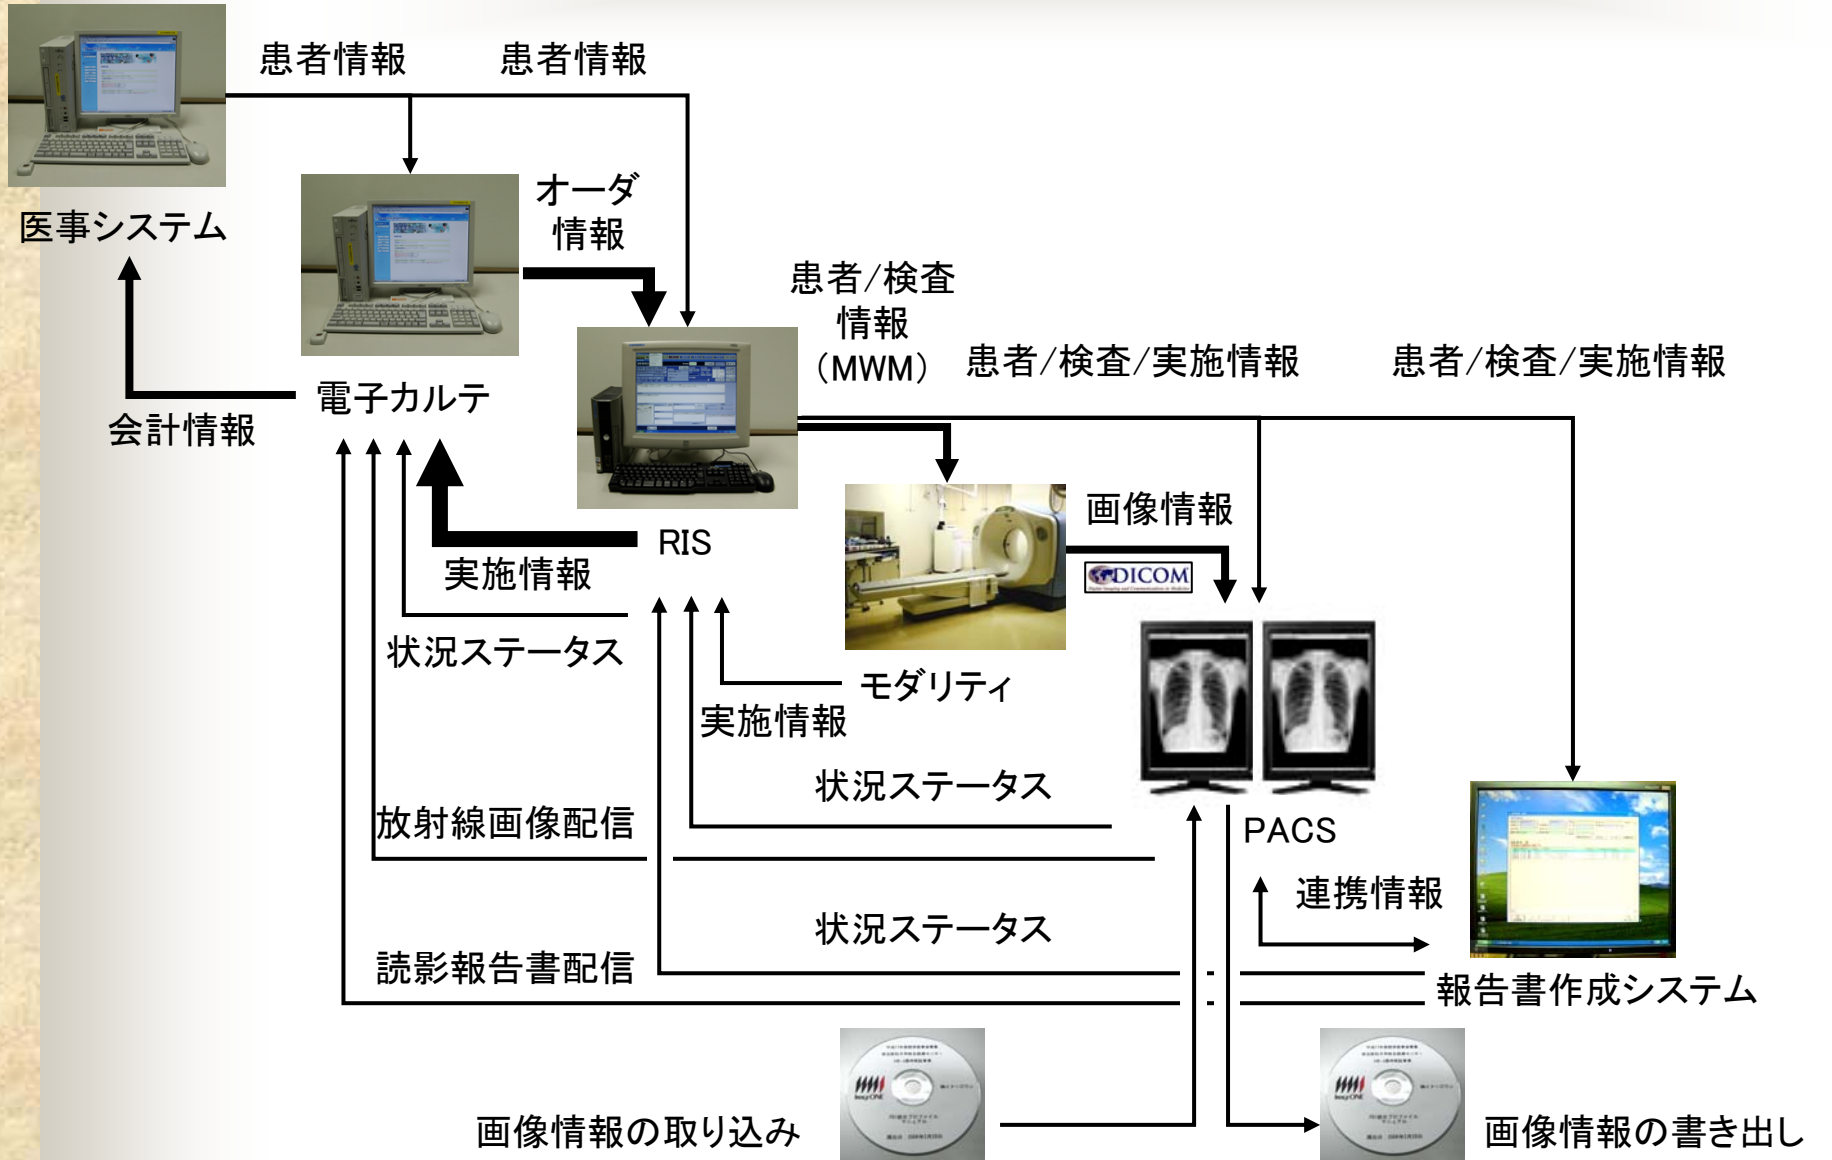 患者情報
患者情報
医事システム
オーダ
情報
電子カルテ
会計情報
患者/検査
情報
（MWM）
患者/検査/実施情報
患者/検査/実施情報
RIS
実施情報
状況ステータス
画像情報
DICOM
モダリティ
実施情報
状況ステータス
放射線画像配信
PACS
連携情報
状況ステータス
読影報告書配信
報告書作成システム
画像情報の取り込み
画像情報の書き出し